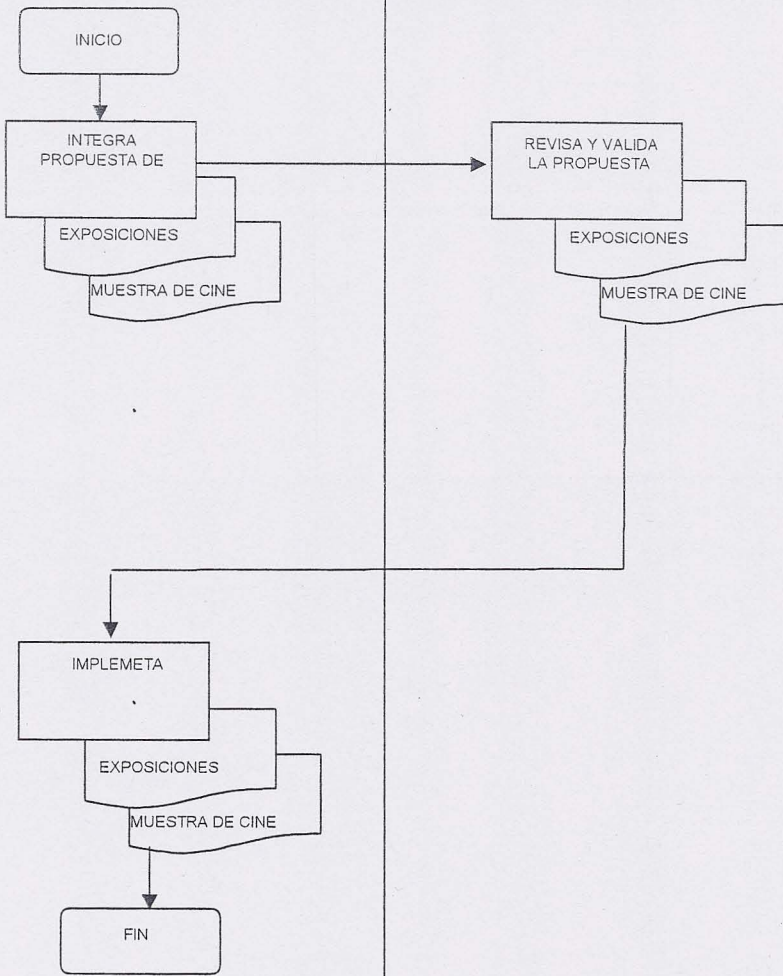 INICIO
INTEGRA
PROPUESTA DE
EXPOSICIONES
MUESTRA DE CINE
REVISA Y VALIDA
LA PROPUESTA
EXPOSICIONES
MUESTRA DE CINE
IMPLEMETA
EXPOSICIONES
MUESTRA DE CINE
FIN